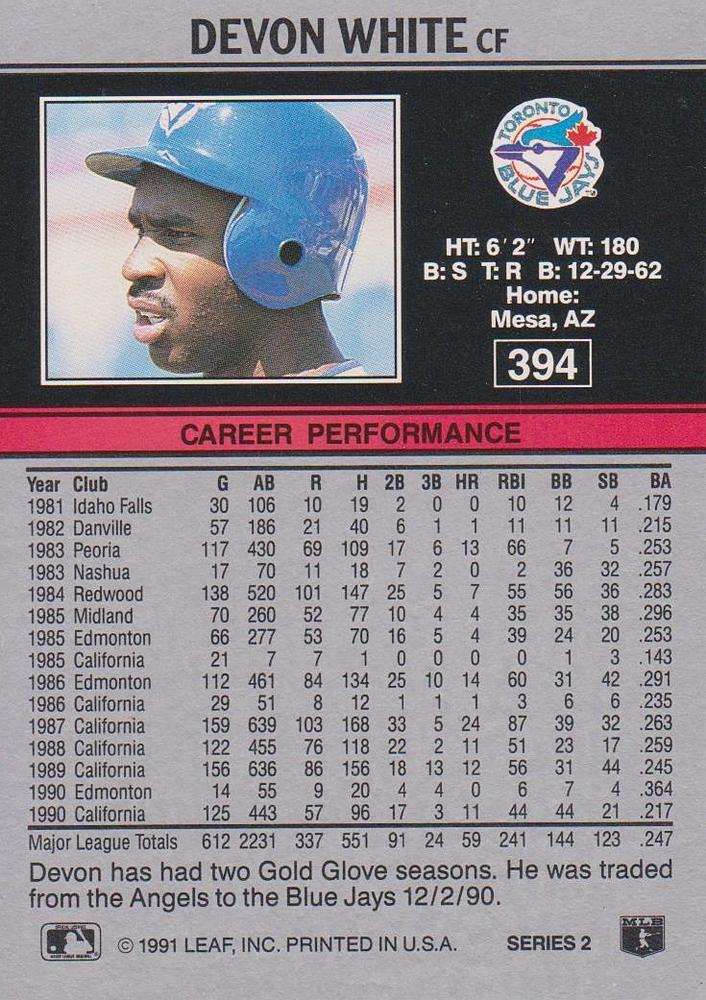 DEVON WHITE CF
TORONTO
BLUE JAYS
HT: 6' 2" WT: 180
B: S T: R B: 12-29-62
Home:
Mesa, AZ
394
CAREER PERFORMANCE
Year Club G AB R H 2B 3B HR RBI BB SB BA
1981 Idaho Falls 30 106 10 19 2 0 0 10 12 4 .179
1982 Danville 57 186 21 40 6 1 1 11 11 11 .215
1983 Peoria 117 430 69 109 17 6 13 66 7 5 .253
1983 Nashua 17 70 11 18 7 2 0 2 36 32 .257
1984 Redwood 138 520 101 147 25 5 7 55 56 36 .283
1985 Midland 70 260 52 77 10 4 4 35 35 38 .296
1985 Edmonton 66 277 53 70 16 5 4 39 24 20 .253
1985 California 21 7 7 1 0 0 0 0 1 3 .143
1986 Edmonton 112 461 84 134 25 10 14 60 31 42 .291
1986 California 29 51 8 12 1 1 1 3 6 6 .235
1987 California 159 639 103 168 33 5 24 87 39 32 .263
1988 California 122 455 76 118 22 2 11 51 23 17 .259
1989 California 156 636 86 156 18 13 12 56 31 44 .245
1990 Edmonton 14 55 9 20 4 4 0 6 7 4 .364
1990 California 125 443 57 96 17 3 11 44 44 21 .217
Major League Totals 612 2231 337 551 91 24 59 241 144 123 .247
Devon has had two Gold Glove seasons. He was traded
from the Angels to the Blue Jays 12/2/90.
© 1991 LEAF, INC. PRINTED IN U.S.A. SERIES 2
MLB